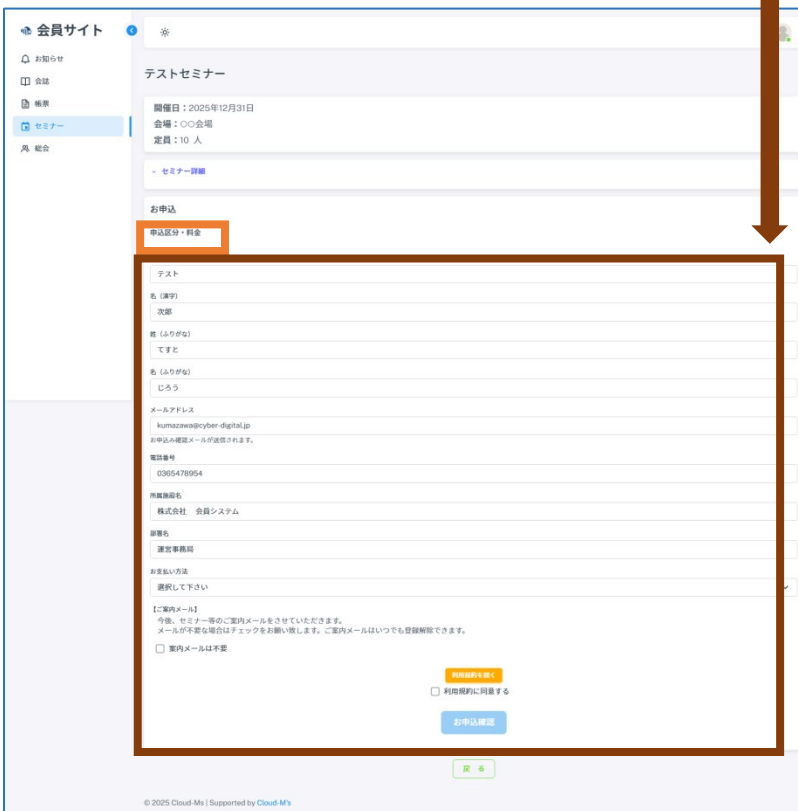 会員サイト
お知らせ
会誌
帳票
セミナー
総会
テストセミナー
開催日：2025年12月31日
会場：○○会場
定員：10 人
セミナー詳細
お申込
申込区分・料金
テスト
名（漢字）
次郎
姓（ふりがな）
てすと
名（ふりがな）
じろう
メールアドレス
kumazawa@cyber-digital.jp
お申込み確認メールが送信されます。
電話番号
0365478954
所属施設名
株式会社　会員システム
部署名
運営事務局
お支払い方法
選択して下さい
【ご案内メール】
今後、セミナー等のご案内メールをさせていただきます。
メールが不要な場合はチェックをお願い致します。ご案内メールはいつでも登録解除できます。
案内メールは不要
利用規約を開く
利用規約に同意する
お申込確認
戻 る
© 2025 Cloud-Ms | Supported by Cloud-M's